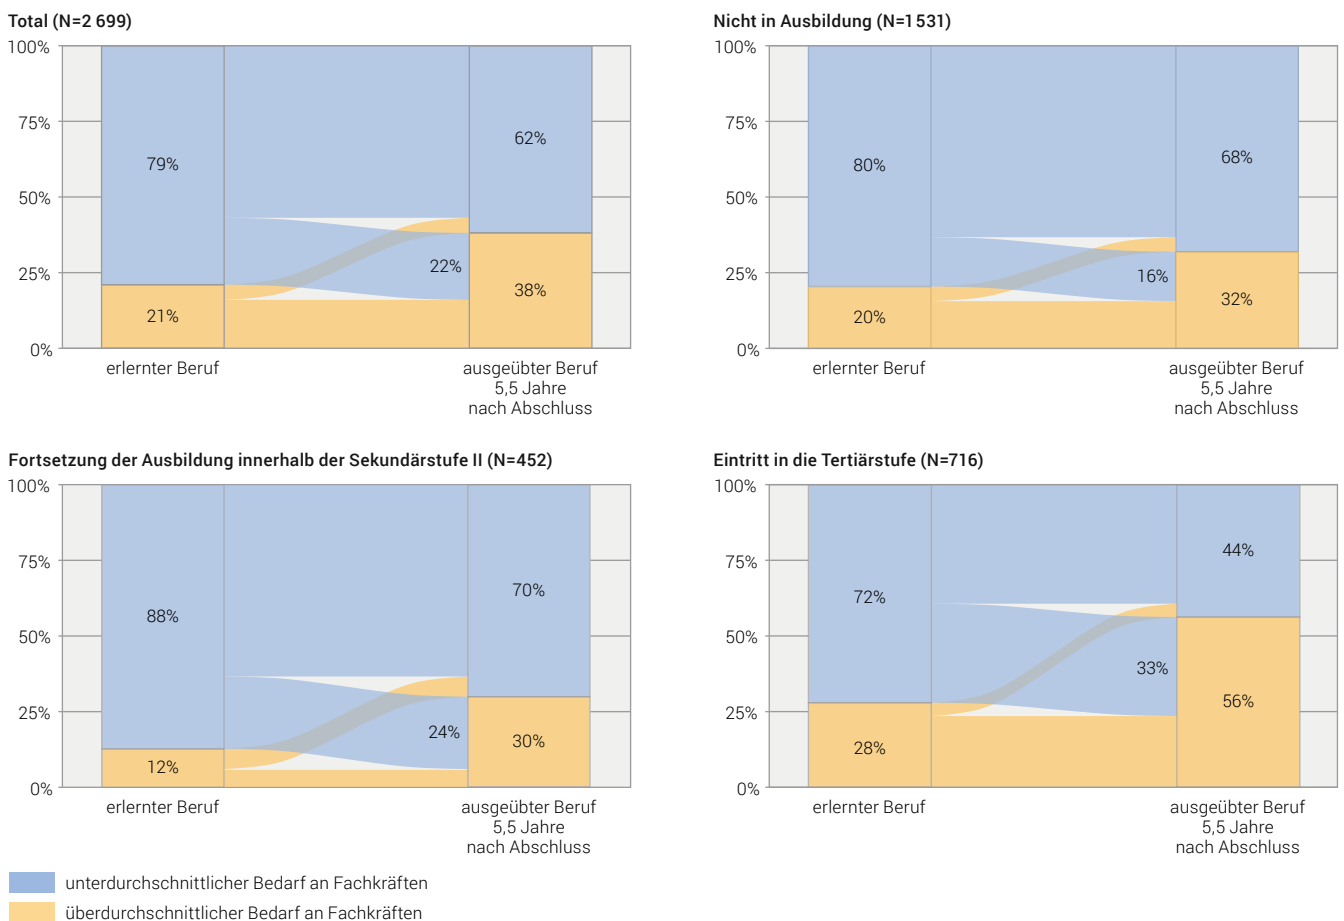 Total (N=2 699)
100%
75%
50%
25%
0%
79%
21%
22%
62%
38%
erlernter Beruf
ausgeübter Beruf
5,5 Jahre
nach Abschluss
Nicht in Ausbildung (N=1 531)
100%
75%
50%
25%
0%
80%
20%
16%
68%
32%
erlernter Beruf
ausgeübter Beruf
5,5 Jahre
nach Abschluss
Fortsetzung der Ausbildung innerhalb der Sekundärstufe II (N=452)
100%
75%
50%
25%
0%
88%
12%
24%
70%
30%
erlernter Beruf
ausgeübter Beruf
5,5 Jahre
nach Abschluss
Eintritt in die Tertiärstufe (N=716)
100%
75%
50%
25%
0%
72%
28%
33%
44%
56%
erlernter Beruf
ausgeübter Beruf
5,5 Jahre
nach Abschluss
unterdurchschnittlicher Bedarf an Fachkräften
überdurchschnittlicher Bedarf an Fachkräften